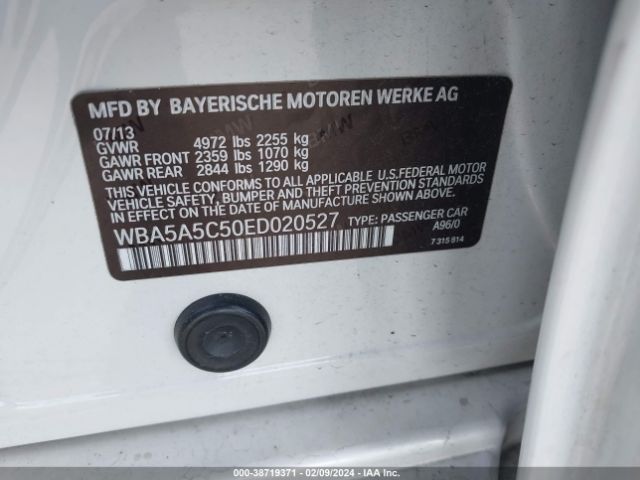 MFD BY BAYERISCHE MOTOREN WERKE AG
07/13
GVWR 4972 lbs 2255 kg
GAWR FRONT 2359 lbs 1070 kg
GAWR REAR 2844 lbs 1290 kg
THIS VEHICLE CONFORMS TO ALL APPLICABLE U.S.FEDERAL MOTOR
VEHICLE SAFETY, BUMPER AND THEFT PREVENTION STANDARDS
IN EFFECT ON THE DATE OF MANUFACTURE SHOWN ABOVE.
WBA5A5C50ED020527 TYPE: PASSENGER CAR
A96/0
7 315 914
000-38719371 | 02/09/2024 | IAA Inc.